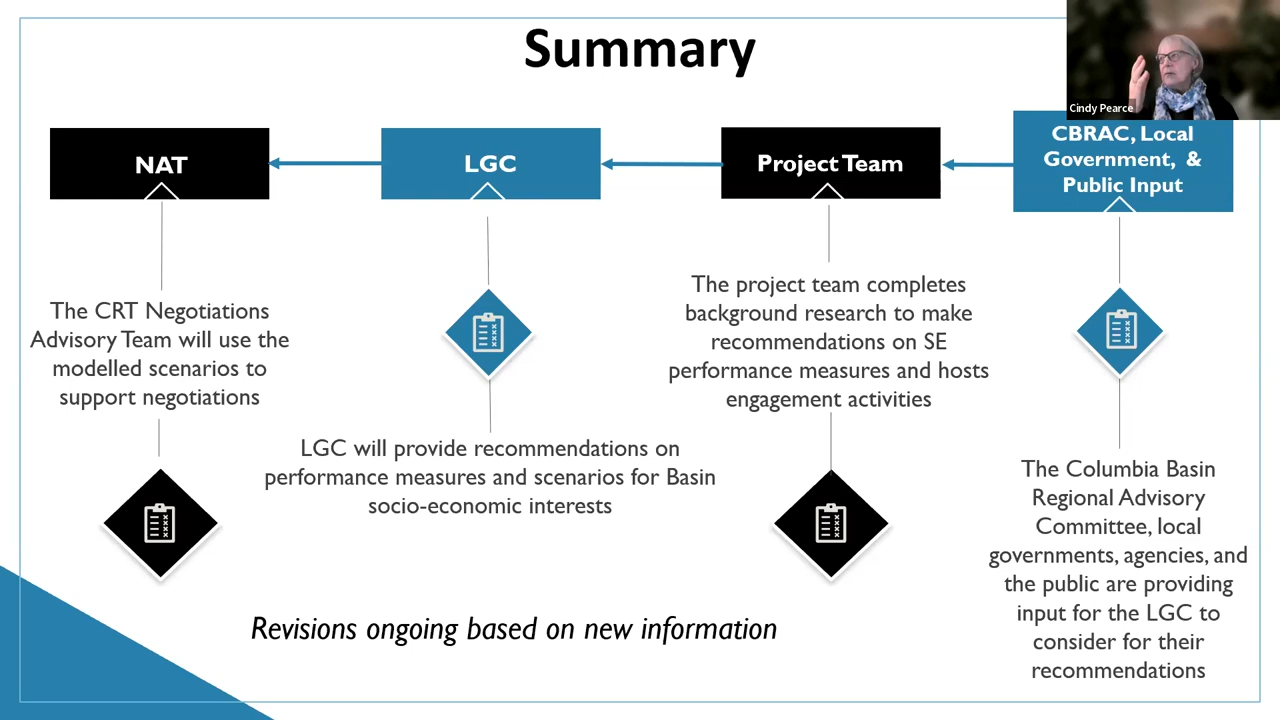 Summary
Cindy Pearce
NAT
LGC
Project Team
CBRAC, Local
Government, &
Public Input
The CRT Negotiations
Advisory Team will use the
modelled scenarios to
support negotiations
LGC will provide recommendations on
performance measures and scenarios for Basin
socio-economic interests
The project team completes
background research to make
recommendations on SE
performance measures and hosts
engagement activities
The Columbia Basin
Regional Advisory
Committee, local
governments, agencies, and
the public are providing
input for the LGC to
consider for their
recommendations
Revisions ongoing based on new information